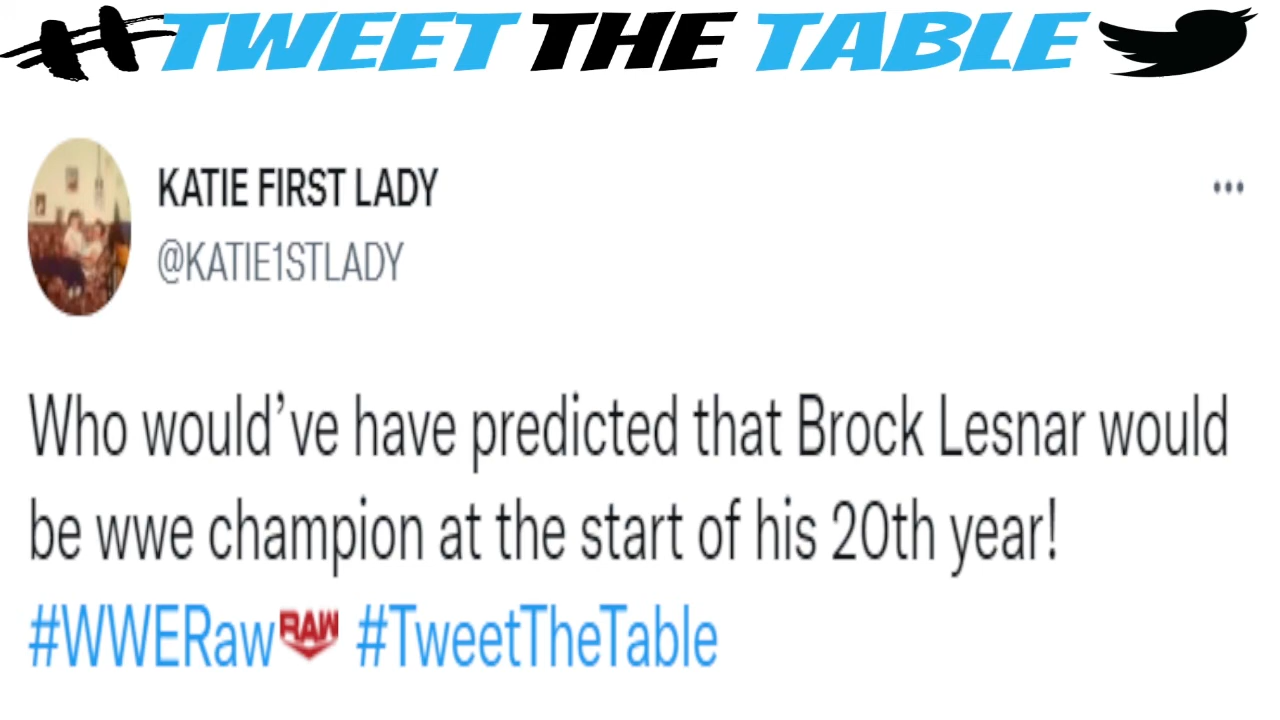 #TWEET THE TABLE
KATIE FIRST LADY
@KATIE1STLADY
Who would've have predicted that Brock Lesnar would
be wwe champion at the start of his 20th year!
#WWERaw RAW #TweetTheTable